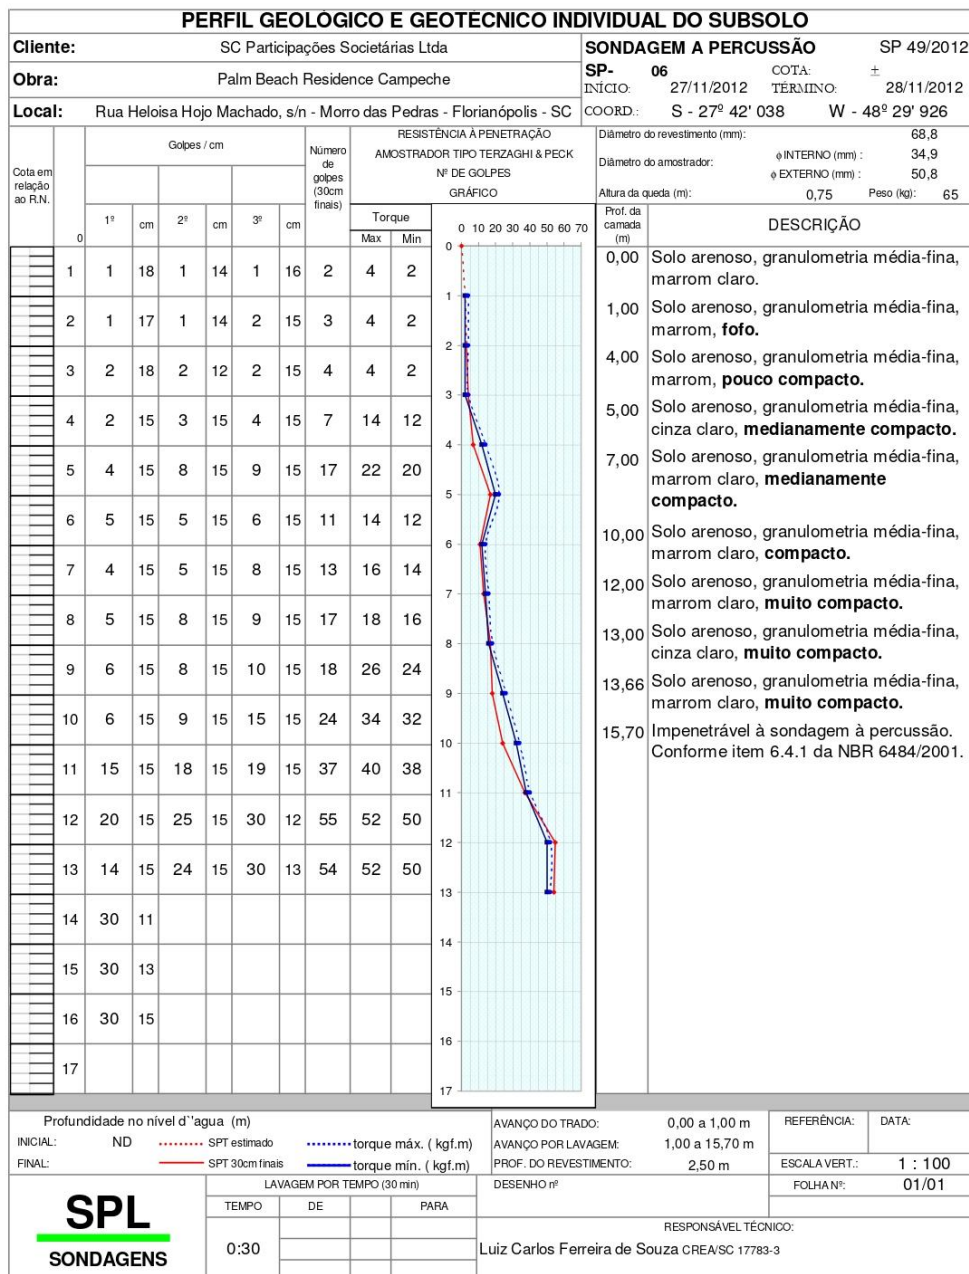 PERFIL GEOLÓGICO E GEOTÉCNICO INDIVIDUAL DO SUBSOLO
Cliente: SC Participações Societárias Ltda
Obra: Palm Beach Residence Campeche
Local: Rua Heloisa Hojo Machado, s/n - Morro das Pedras - Florianópolis - SC
SONDAGEM A PERCUSSÃO SP 49/2012
SP- 06 COTA: ±
INÍCIO: 27/11/2012 TÉRMINO: 28/11/2012
COORD.: S - 27º 42' 038 W - 48º 29' 926
Cota em relação ao R.N.
Golpes / cm
Número de golpes (30cm finais)
RESISTÊNCIA À PENETRAÇÃO
AMOSTRADOR TIPO TERZAGHI & PECK
Nº DE GOLPES
GRÁFICO
Diâmetro do revestimento (mm): 68,8
Diâmetro do amostrador: ϕ INTERNO (mm) : 34,9
ϕ EXTERNO (mm) : 50,8
Altura da queda (m): 0,75 Peso (kg): 65
0 1º cm 2º cm 3º cm
Torque
Max Min
0 10 20 30 40 50 60 70
Prof. da camada (m)
DESCRIÇÃO
1 1 18 1 14 1 16 2 4 2
2 1 17 1 14 2 15 3 4 2
3 2 18 2 12 2 15 4 4 2
4 2 15 3 15 4 15 7 14 12
5 4 15 8 15 9 15 17 22 20
6 5 15 5 15 6 15 11 14 12
7 4 15 5 15 8 15 13 16 14
8 5 15 8 15 9 15 17 18 16
9 6 15 8 15 10 15 18 26 24
10 6 15 9 15 15 15 24 34 32
11 15 15 18 15 19 15 37 40 38
12 20 15 25 15 30 12 55 52 50
13 14 15 24 15 30 13 54 52 50
14 30 11
15 30 13
16 30 15
17
0
1
2
3
4
5
6
7
8
9
10
11
12
13
14
15
16
17
0,00 Solo arenoso, granulometria média-fina,
marrom claro.
1,00 Solo arenoso, granulometria média-fina,
marrom, fofo.
4,00 Solo arenoso, granulometria média-fina,
marrom, pouco compacto.
5,00 Solo arenoso, granulometria média-fina,
cinza claro, medianamente compacto.
7,00 Solo arenoso, granulometria média-fina,
marrom claro, medianamente
compacto.
10,00 Solo arenoso, granulometria média-fina,
marrom claro, compacto.
12,00 Solo arenoso, granulometria média-fina,
marrom claro, muito compacto.
13,00 Solo arenoso, granulometria média-fina,
cinza claro, muito compacto.
13,66 Solo arenoso, granulometria média-fina,
marrom claro, muito compacto.
15,70 Impenetrável à sondagem à percussão.
Conforme item 6.4.1 da NBR 6484/2001.
Profundidade no nível d´'agua (m)
INICIAL: ND SPT estimado torque máx. ( kgf.m)
FINAL: SPT 30cm finais torque mín. ( kgf.m)
AVANÇO DO TRADO: 0,00 a 1,00 m
AVANÇO POR LAVAGEM: 1,00 a 15,70 m
PROF. DO REVESTIMENTO: 2,50 m
REFERÊNCIA: DATA:
ESCALA VERT.: 1 : 100
FOLHA Nº: 01/01
SPL
SONDAGENS
LAVAGEM POR TEMPO (30 min)
TEMPO DE PARA
0:30
DESENHO nº
RESPONSÁVEL TÉCNICO:
Luiz Carlos Ferreira de Souza CREA/SC 17783-3